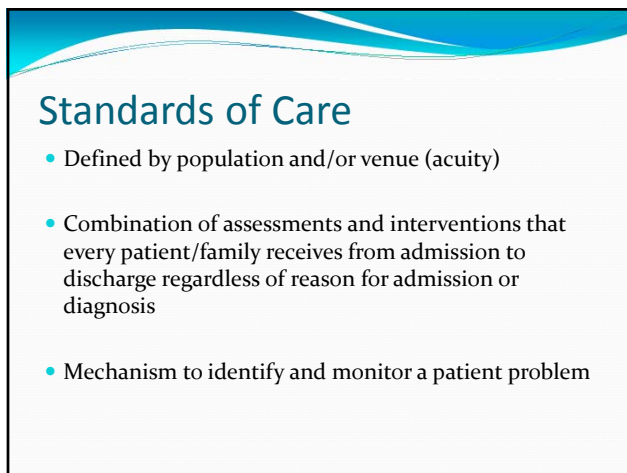 Standards of Care
• Defined by population and/or venue (acuity)
• Combination of assessments and interventions that
every patient/family receives from admission to
discharge regardless of reason for admission or
diagnosis
• Mechanism to identify and monitor a patient problem